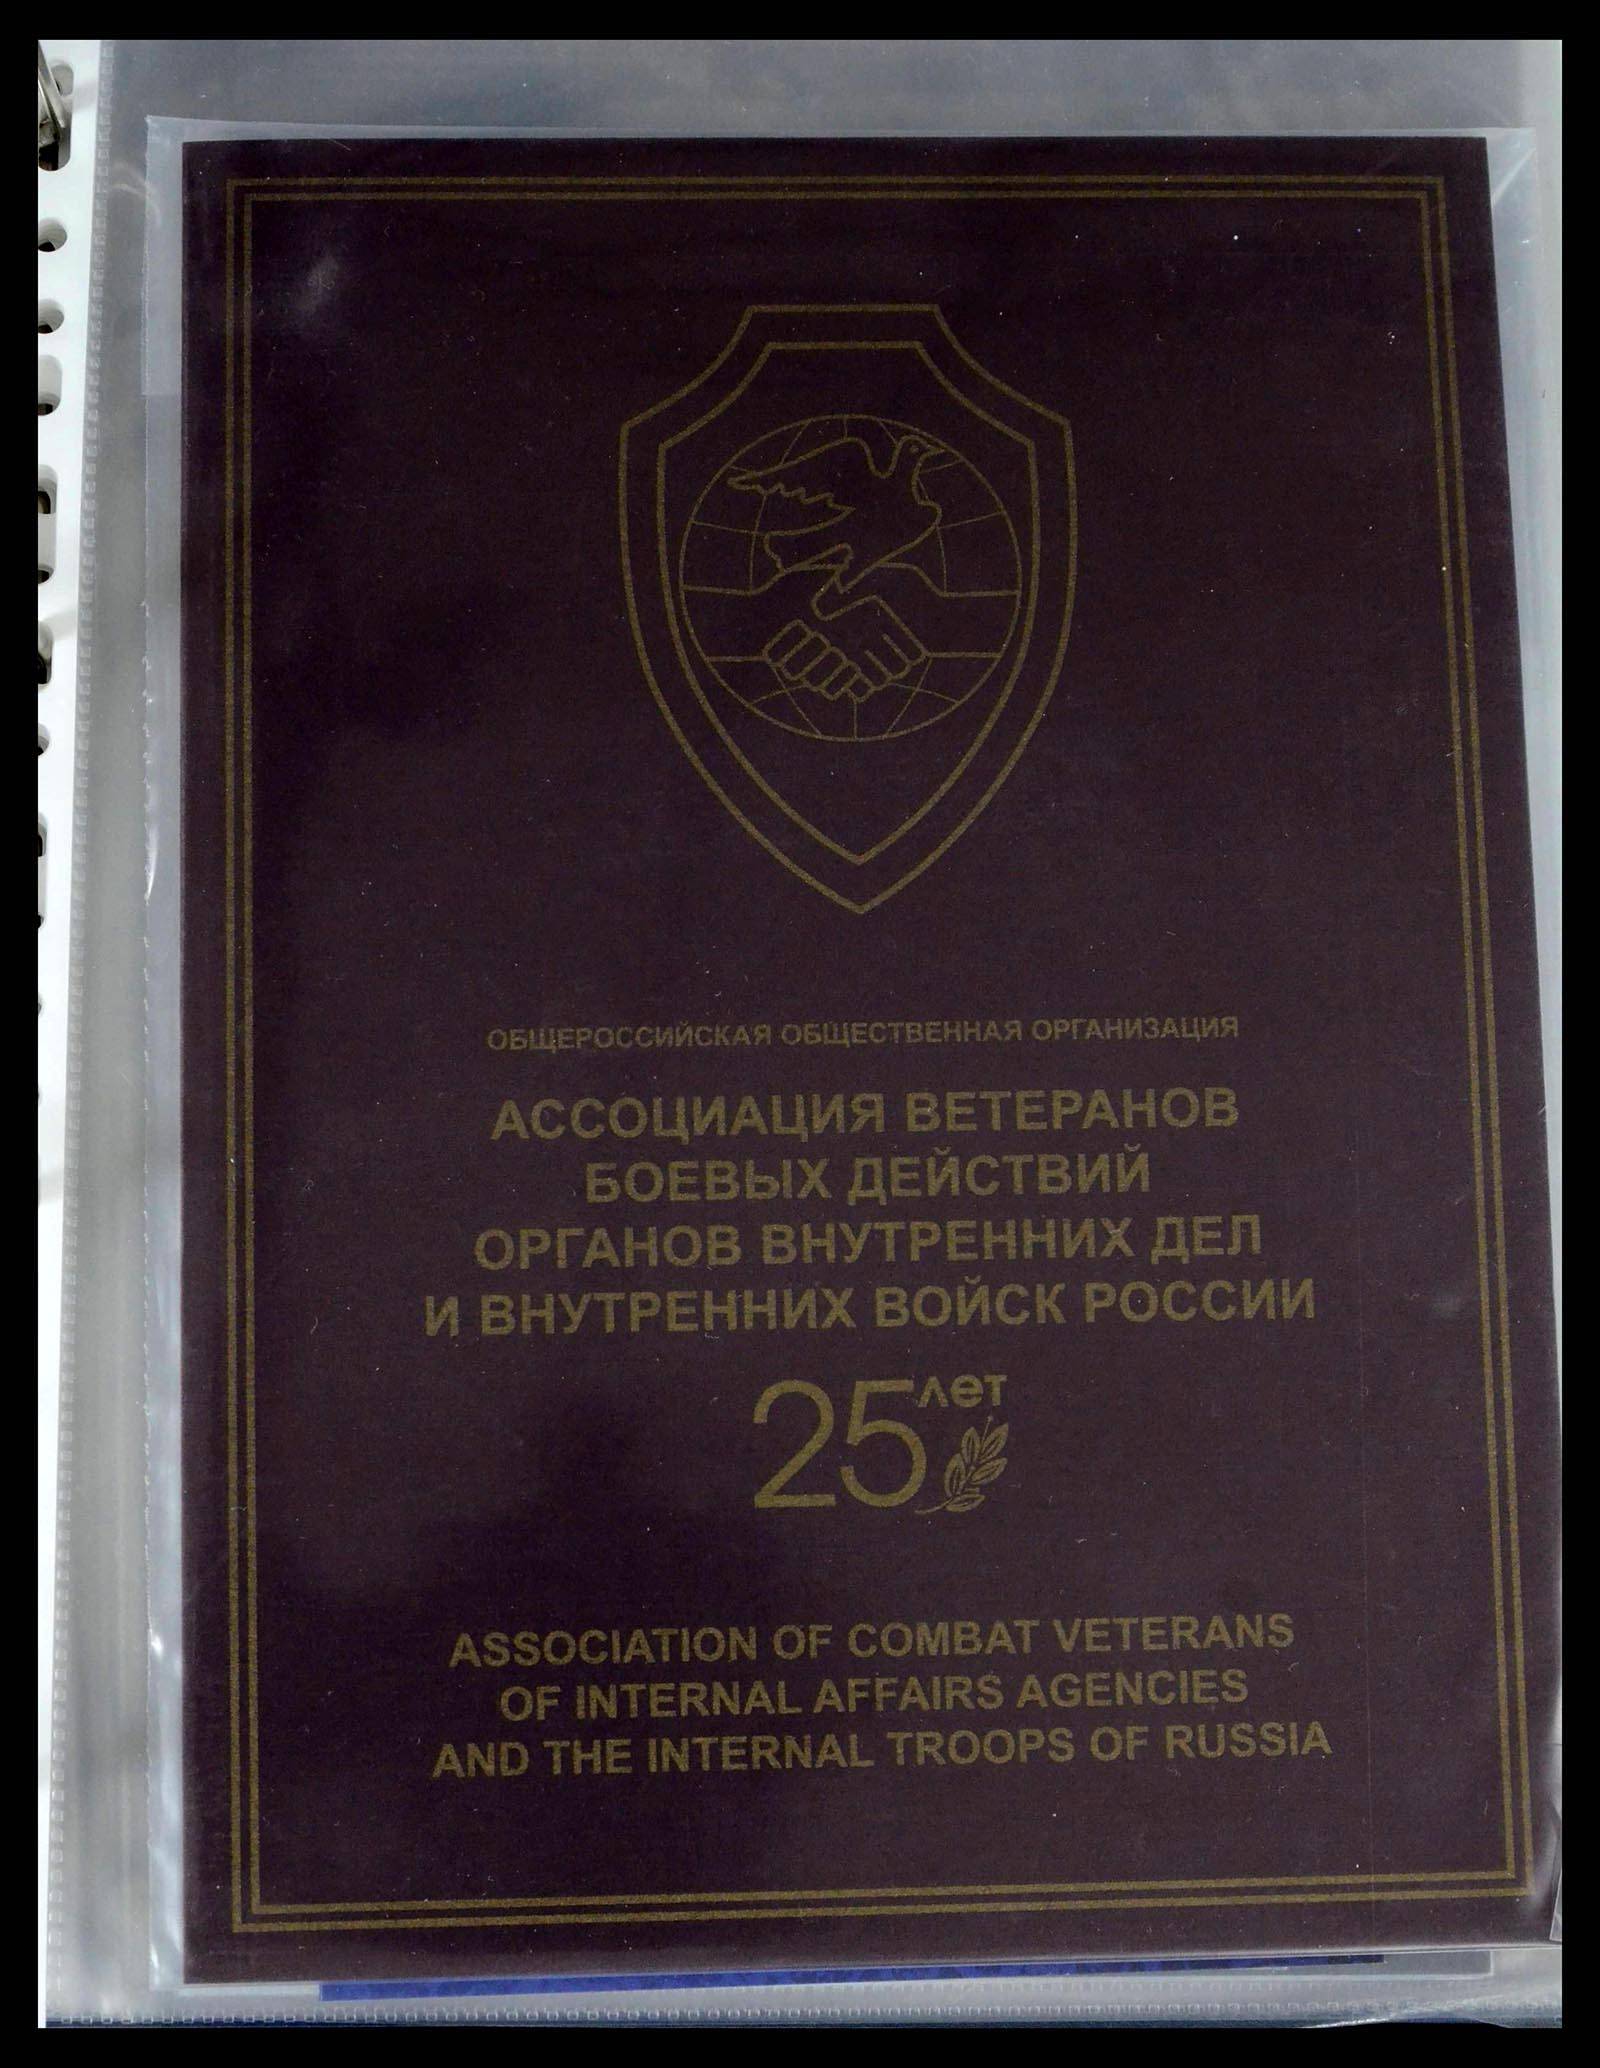 ОБЩЕРОССИЙСКАЯ ОБЩЕСТВЕННАЯ ОРГАНИЗАЦИЯ
АССОЦИАЦИЯ ВЕТЕРАНОВ
БОЕВЫХ ДЕЙСТВИЙ
ОРГАНОВ ВНУТРЕННИХ ДЕЛ
И ВНУТРЕННИХ ВОЙСК РОССИИ
25 лет
ASSOCIATION OF COMBAT VETERANS
OF INTERNAL AFFAIRS AGENCIES
AND THE INTERNAL TROOPS OF RUSSIA